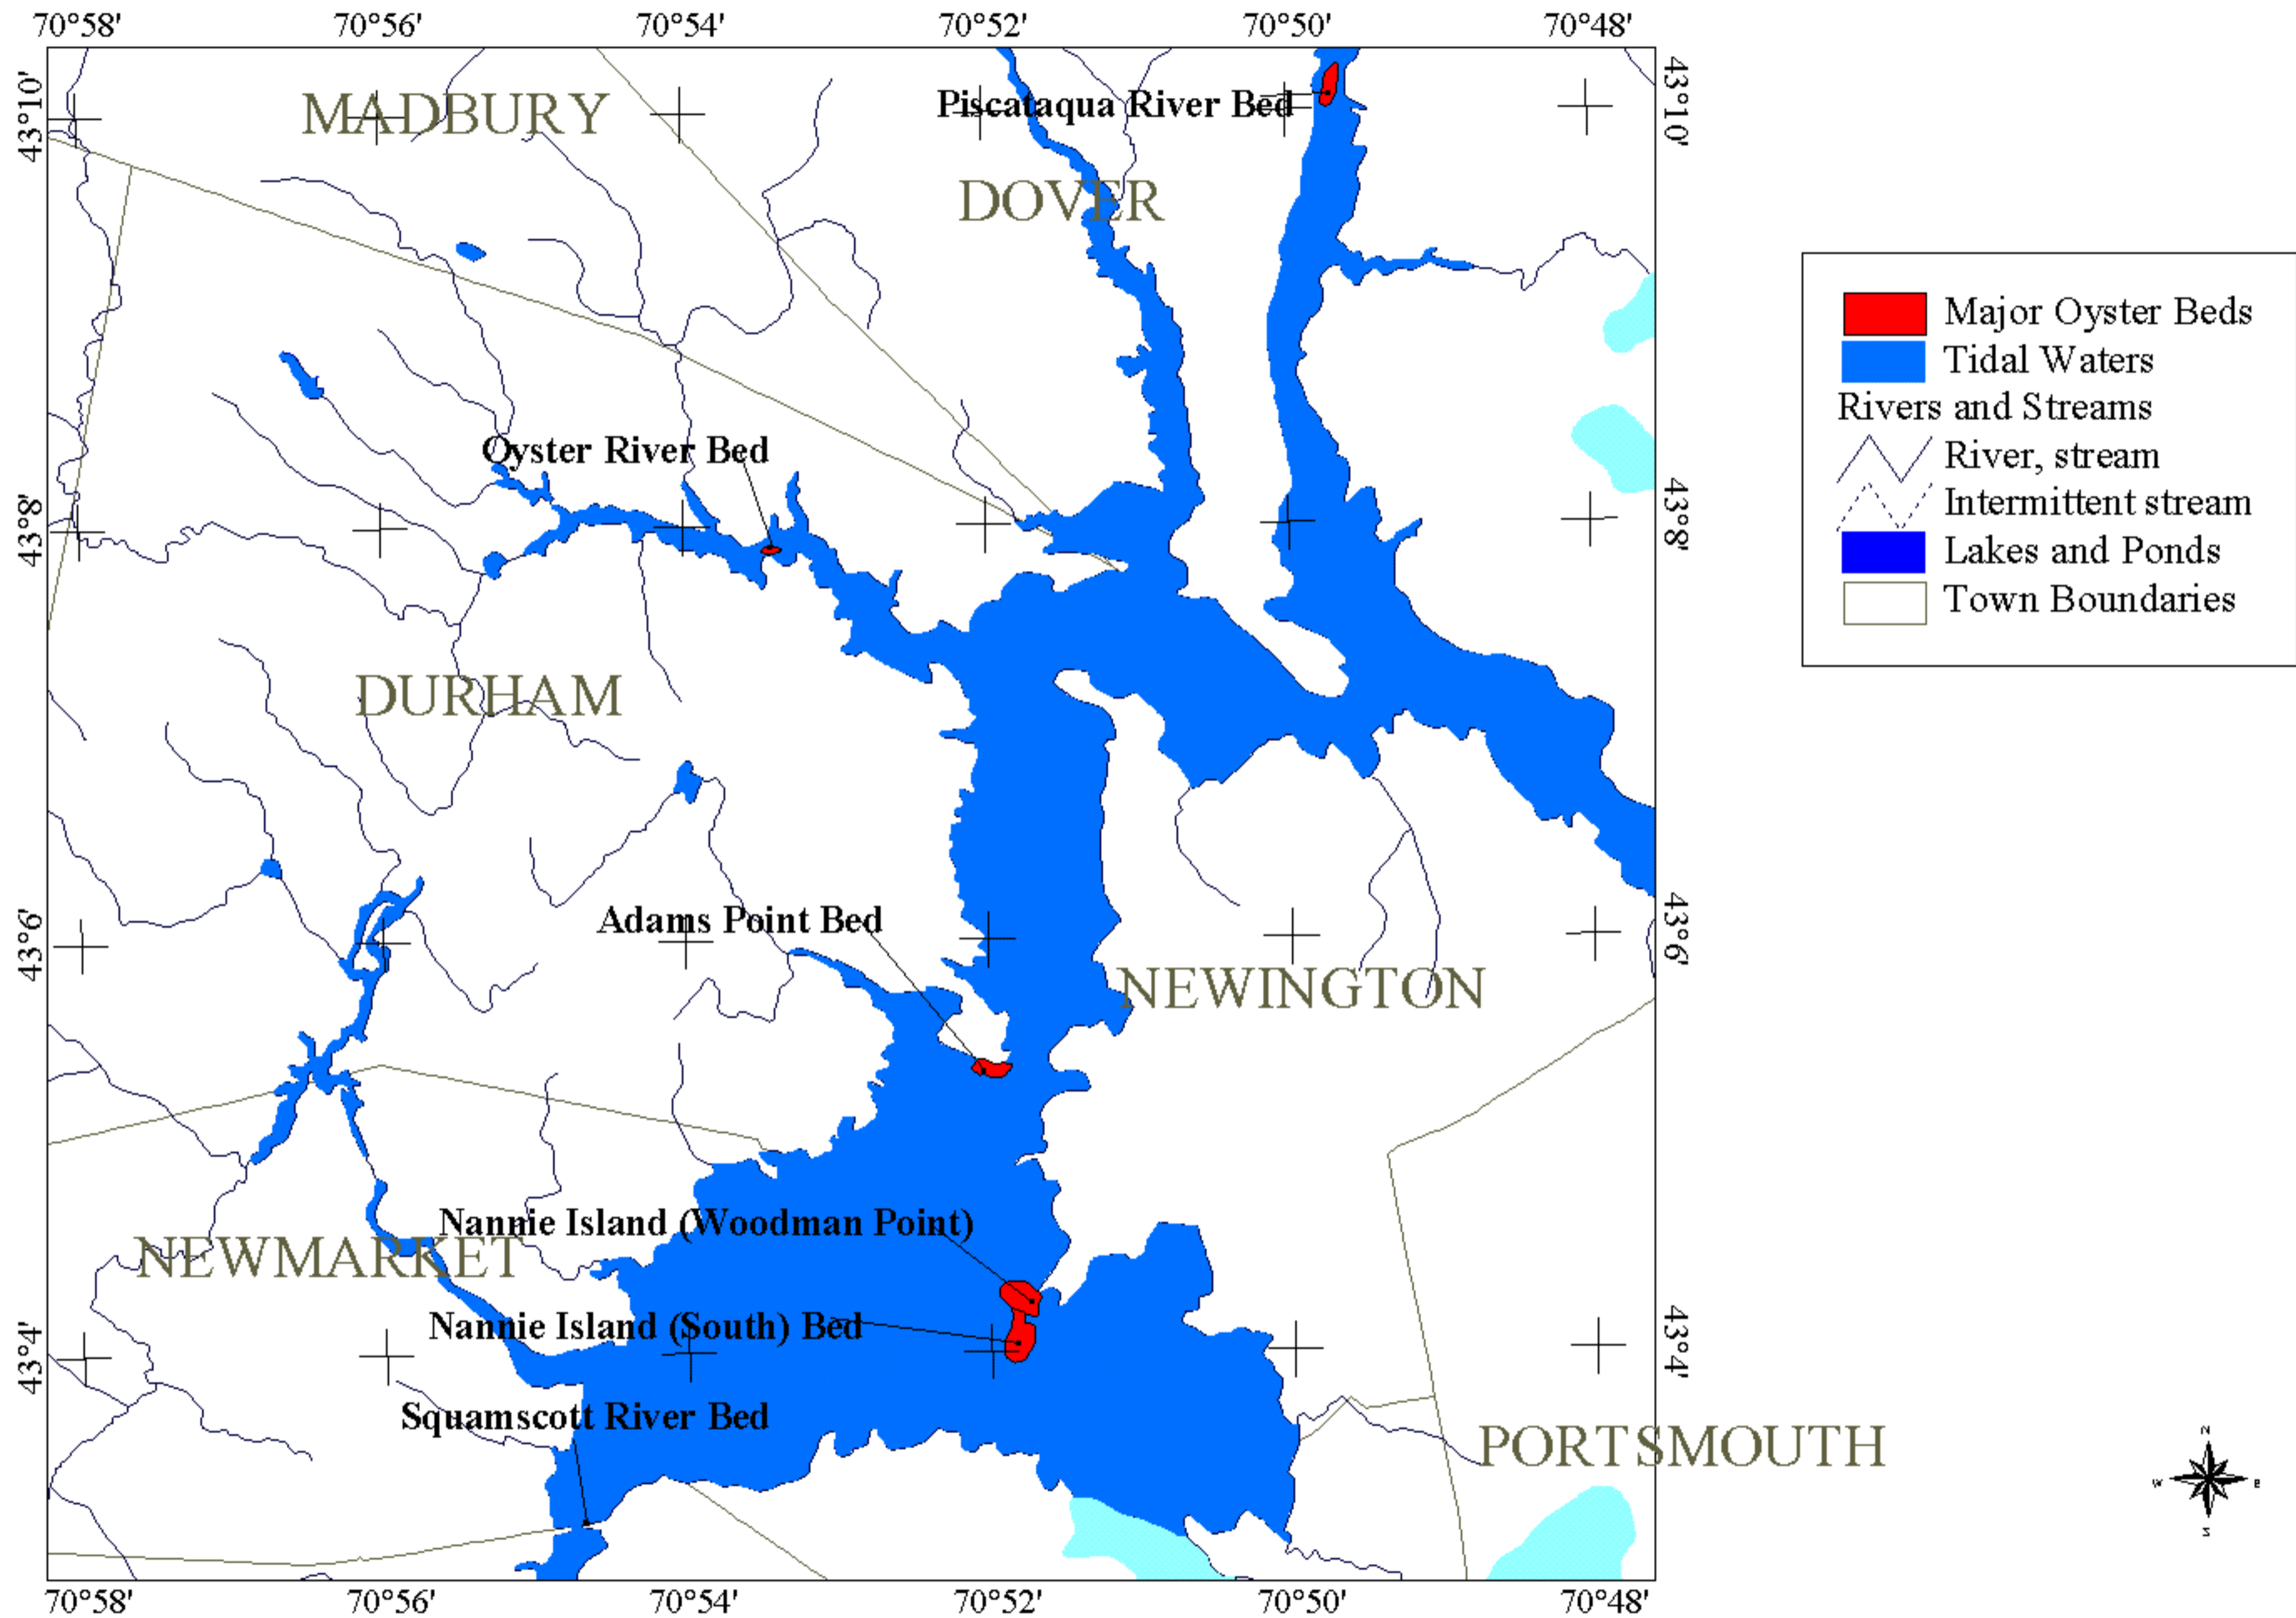 70°58' 70°56' 70°54' 70°52' 70°50' 70°48'
43°10'
43°10'
MADBURY
Piscataqua River Bed
DOVER
Major Oyster Beds
Tidal Waters
Rivers and Streams
River, stream
Intermittent stream
Lakes and Ponds
Town Boundaries
Oyster River Bed
43°8'
43°8'
DURHAM
Adams Point Bed
43°6'
43°6'
NEWINGTON
Nannie Island (Woodman Point)
NEWMARKET
Nannie Island (South) Bed
43°4'
43°4'
Squamscott River Bed
PORTSMOUTH
N
W E
S
70°58' 70°56' 70°54' 70°52' 70°50' 70°48'